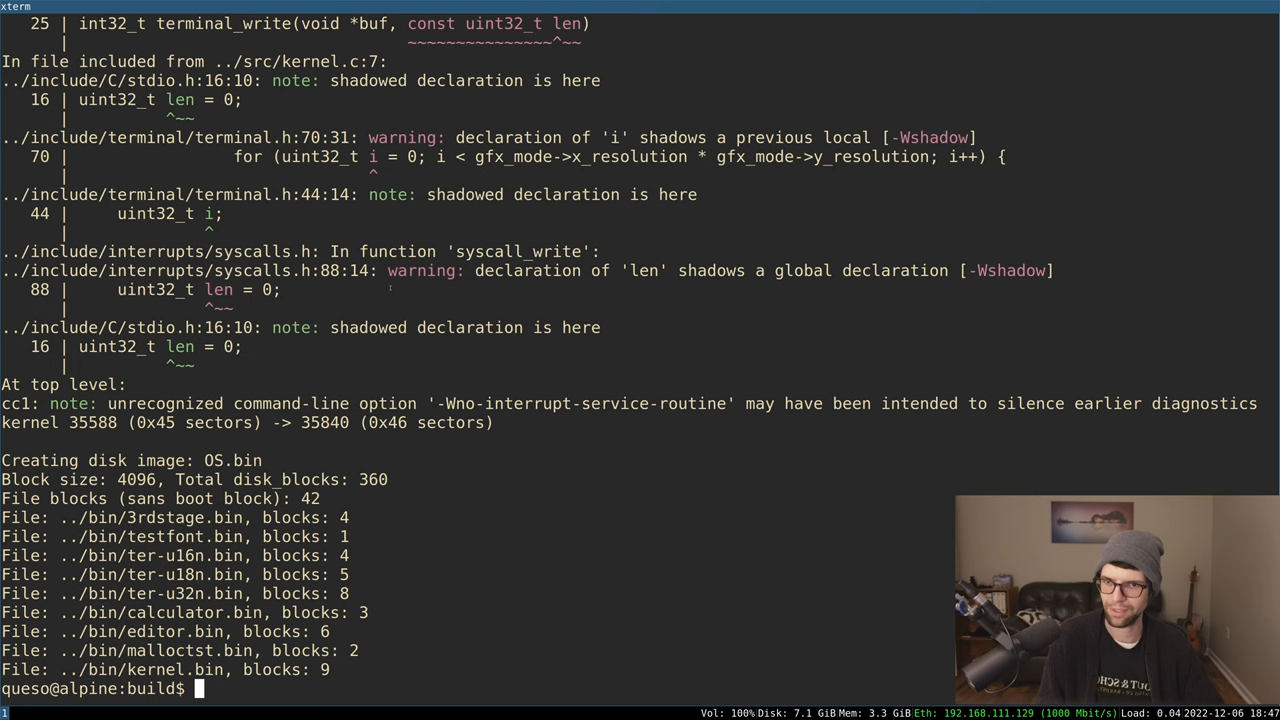 xterm
25 | int32_t terminal_write(void *buf, const uint32_t len)
| ~~~~~~~~~~~~~~~^~~
In file included from ../src/kernel.c:7:
../include/C/stdio.h:16:10: note: shadowed declaration is here
16 | uint32_t len = 0;
| ^~~
../include/terminal/terminal.h:70:31: warning: declaration of 'i' shadows a previous local [-Wshadow]
70 | for (uint32_t i = 0; i < gfx_mode->x_resolution * gfx_mode->y_resolution; i++) {
| ^
../include/terminal/terminal.h:44:14: note: shadowed declaration is here
44 | uint32_t i;
| ^
../include/interrupts/syscalls.h: In function 'syscall_write':
../include/interrupts/syscalls.h:88:14: warning: declaration of 'len' shadows a global declaration [-Wshadow]
88 | uint32_t len = 0;
| ^~~
../include/C/stdio.h:16:10: note: shadowed declaration is here
16 | uint32_t len = 0;
| ^~~
At top level:
cc1: note: unrecognized command-line option '-Wno-interrupt-service-routine' may have been intended to silence earlier diagnostics
kernel 35588 (0x45 sectors) -> 35840 (0x46 sectors)
Creating disk image: OS.bin
Block size: 4096, Total disk_blocks: 360
File blocks (sans boot block): 42
File: ../bin/3rdstage.bin, blocks: 4
File: ../bin/testfont.bin, blocks: 1
File: ../bin/ter-u16n.bin, blocks: 4
File: ../bin/ter-u18n.bin, blocks: 5
File: ../bin/ter-u32n.bin, blocks: 8
File: ../bin/calculator.bin, blocks: 3
File: ../bin/editor.bin, blocks: 6
File: ../bin/malloctst.bin, blocks: 2
File: ../bin/kernel.bin, blocks: 9
queso@alpine:build$
1 Vol: 100% Disk: 7.1 GiB Mem: 3.3 GiB Eth: 192.168.111.129 (1000 Mbit/s) Load: 0.04 2022-12-06 18:47